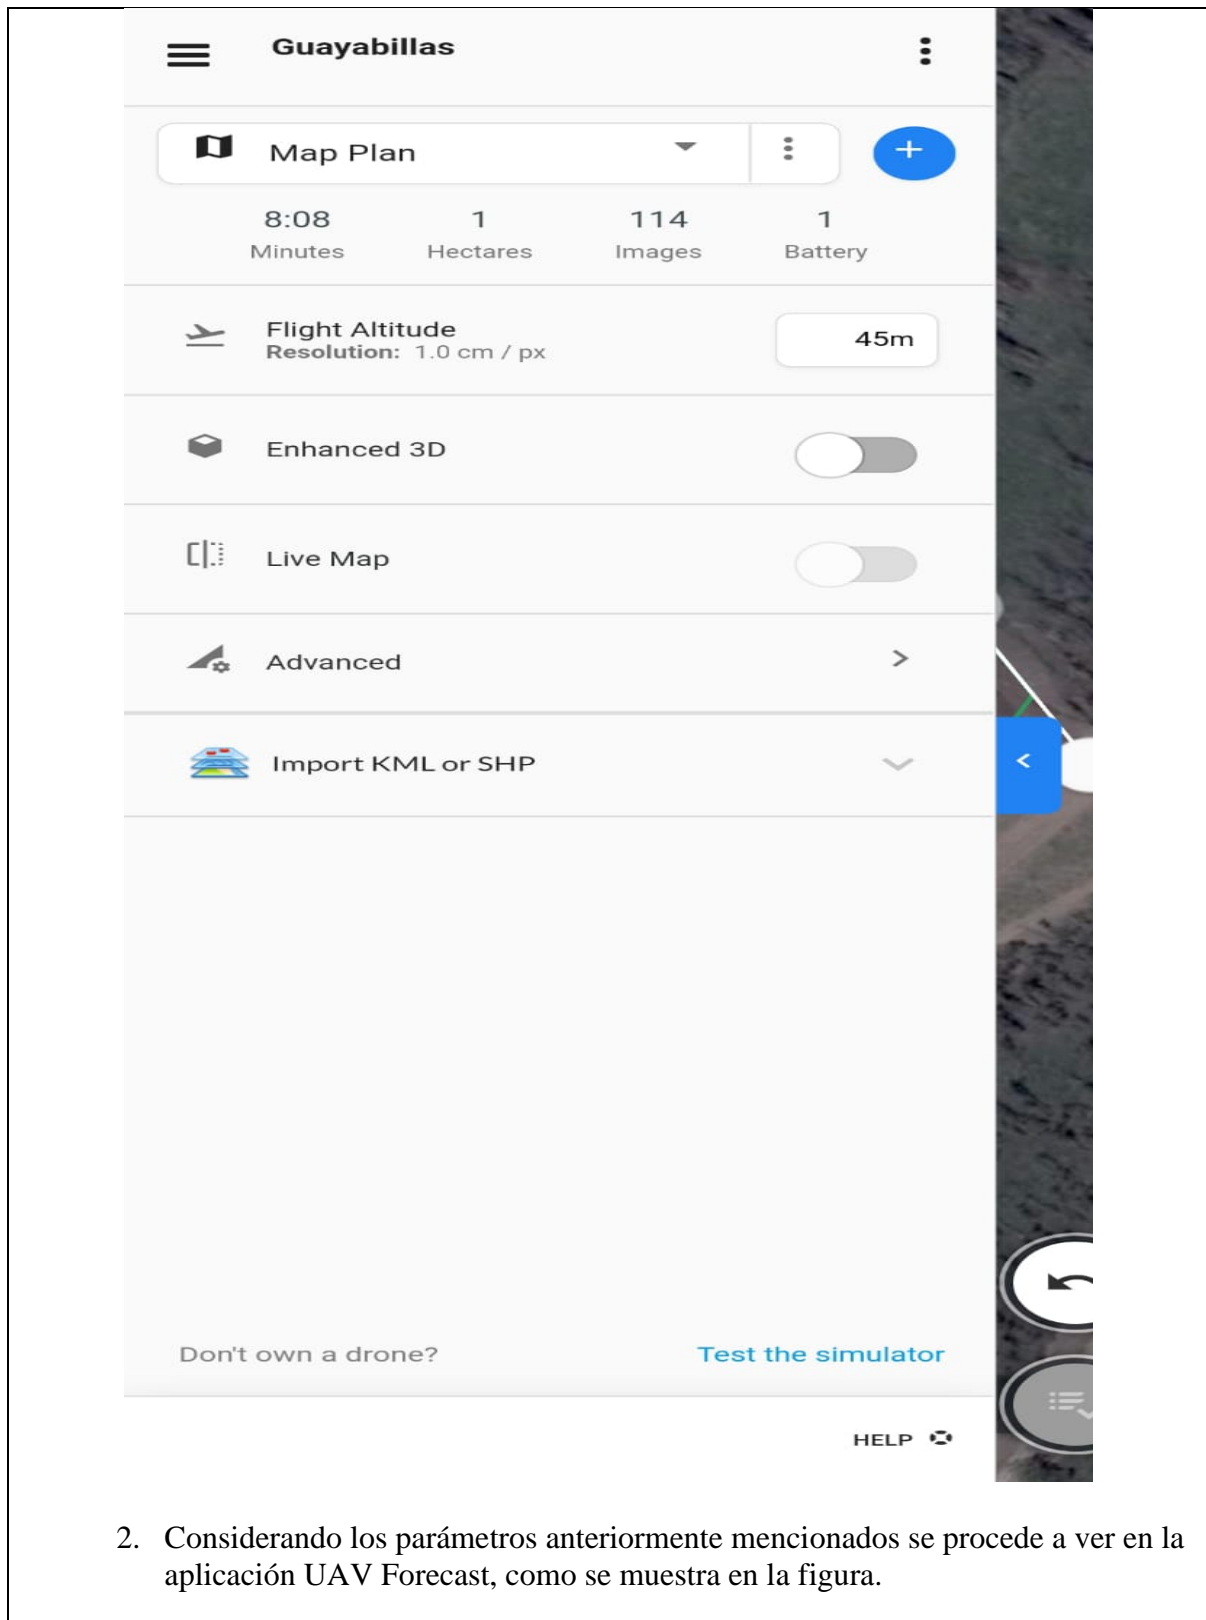 Guayabillas
Map Plan
8:08 1 114 1
Minutes Hectares Images Battery
Flight Altitude
Resolution: 1.0 cm / px
45m
Enhanced 3D
Live Map
Advanced
Import KML or SHP
Don't own a drone? Test the simulator
HELP
2. Considerando los parámetros anteriormente mencionados se procede a ver en la
aplicación UAV Forecast, como se muestra en la figura.